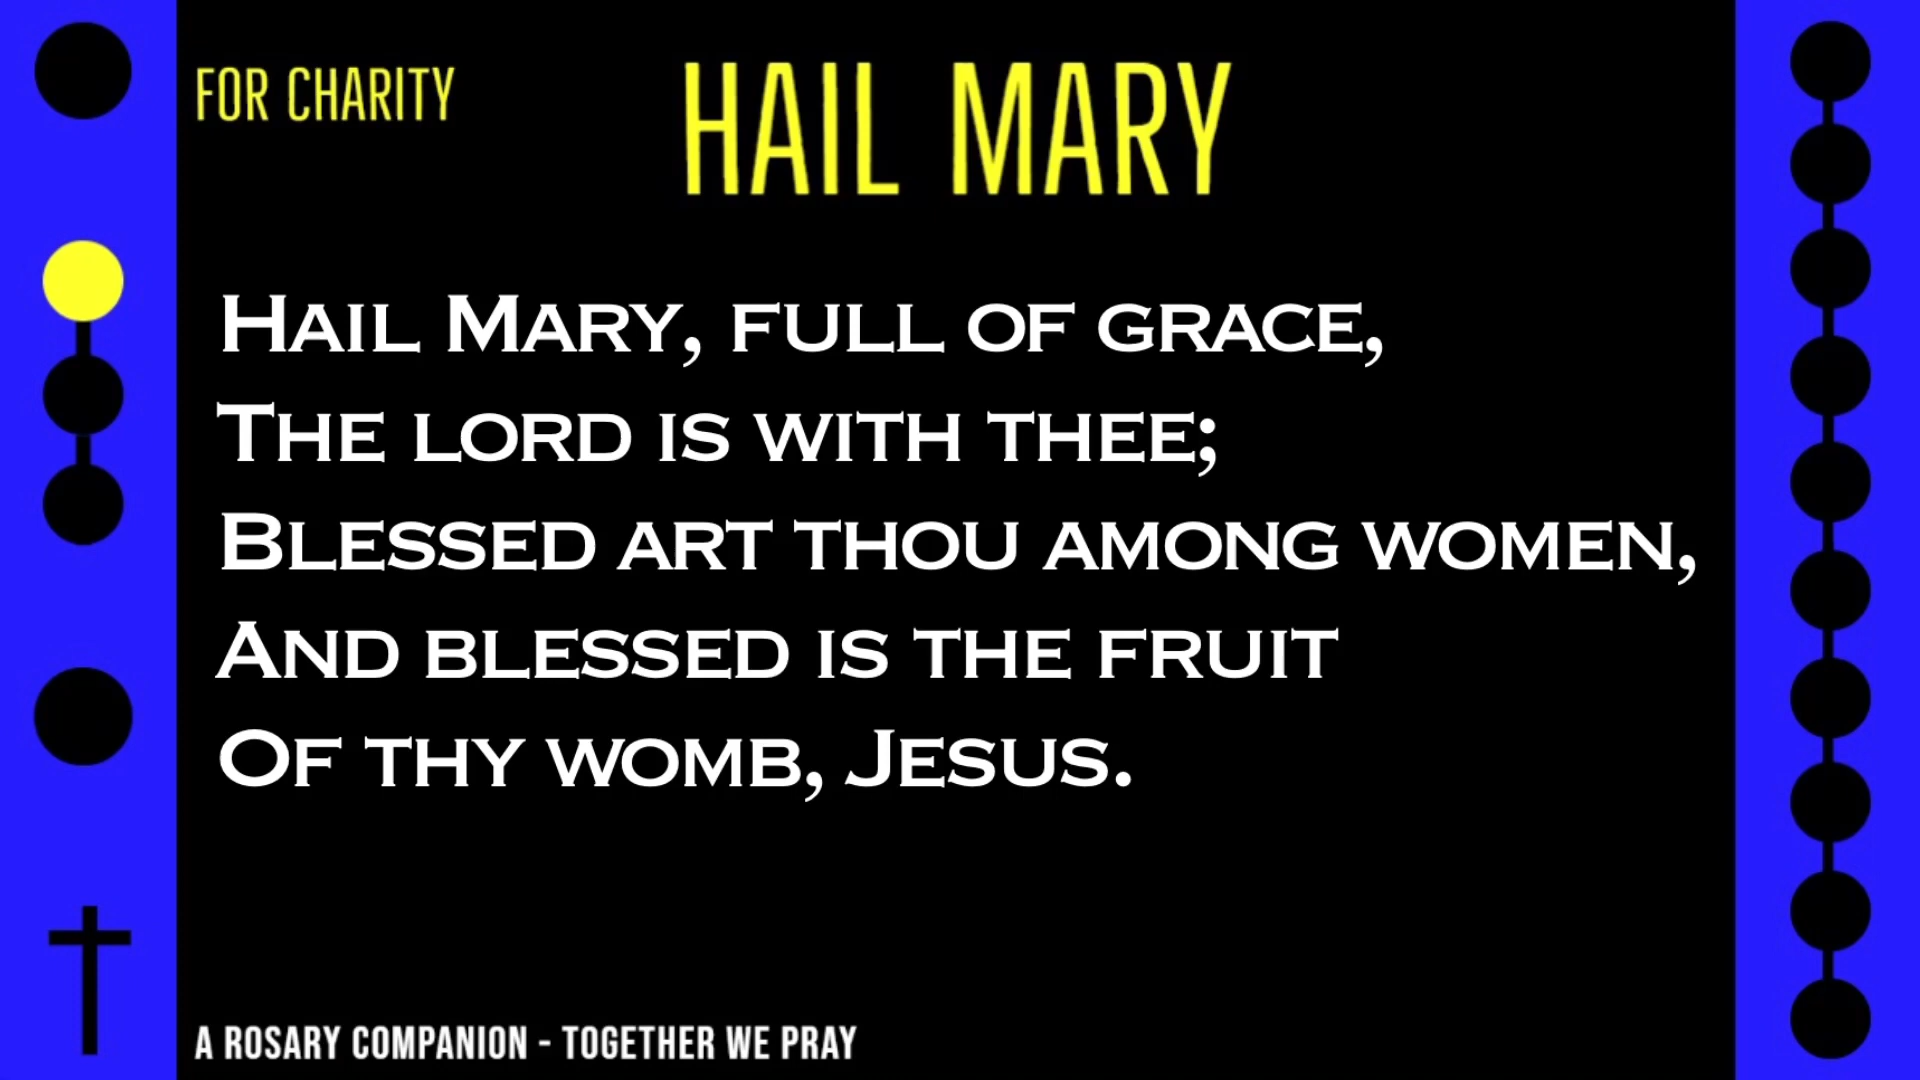 FOR CHARITY
HAIL MARY
Hail Mary, full of grace,
The lord is with thee;
Blessed art thou among women,
And blessed is the fruit
Of thy womb, Jesus.
A ROSARY COMPANION - TOGETHER WE PRAY